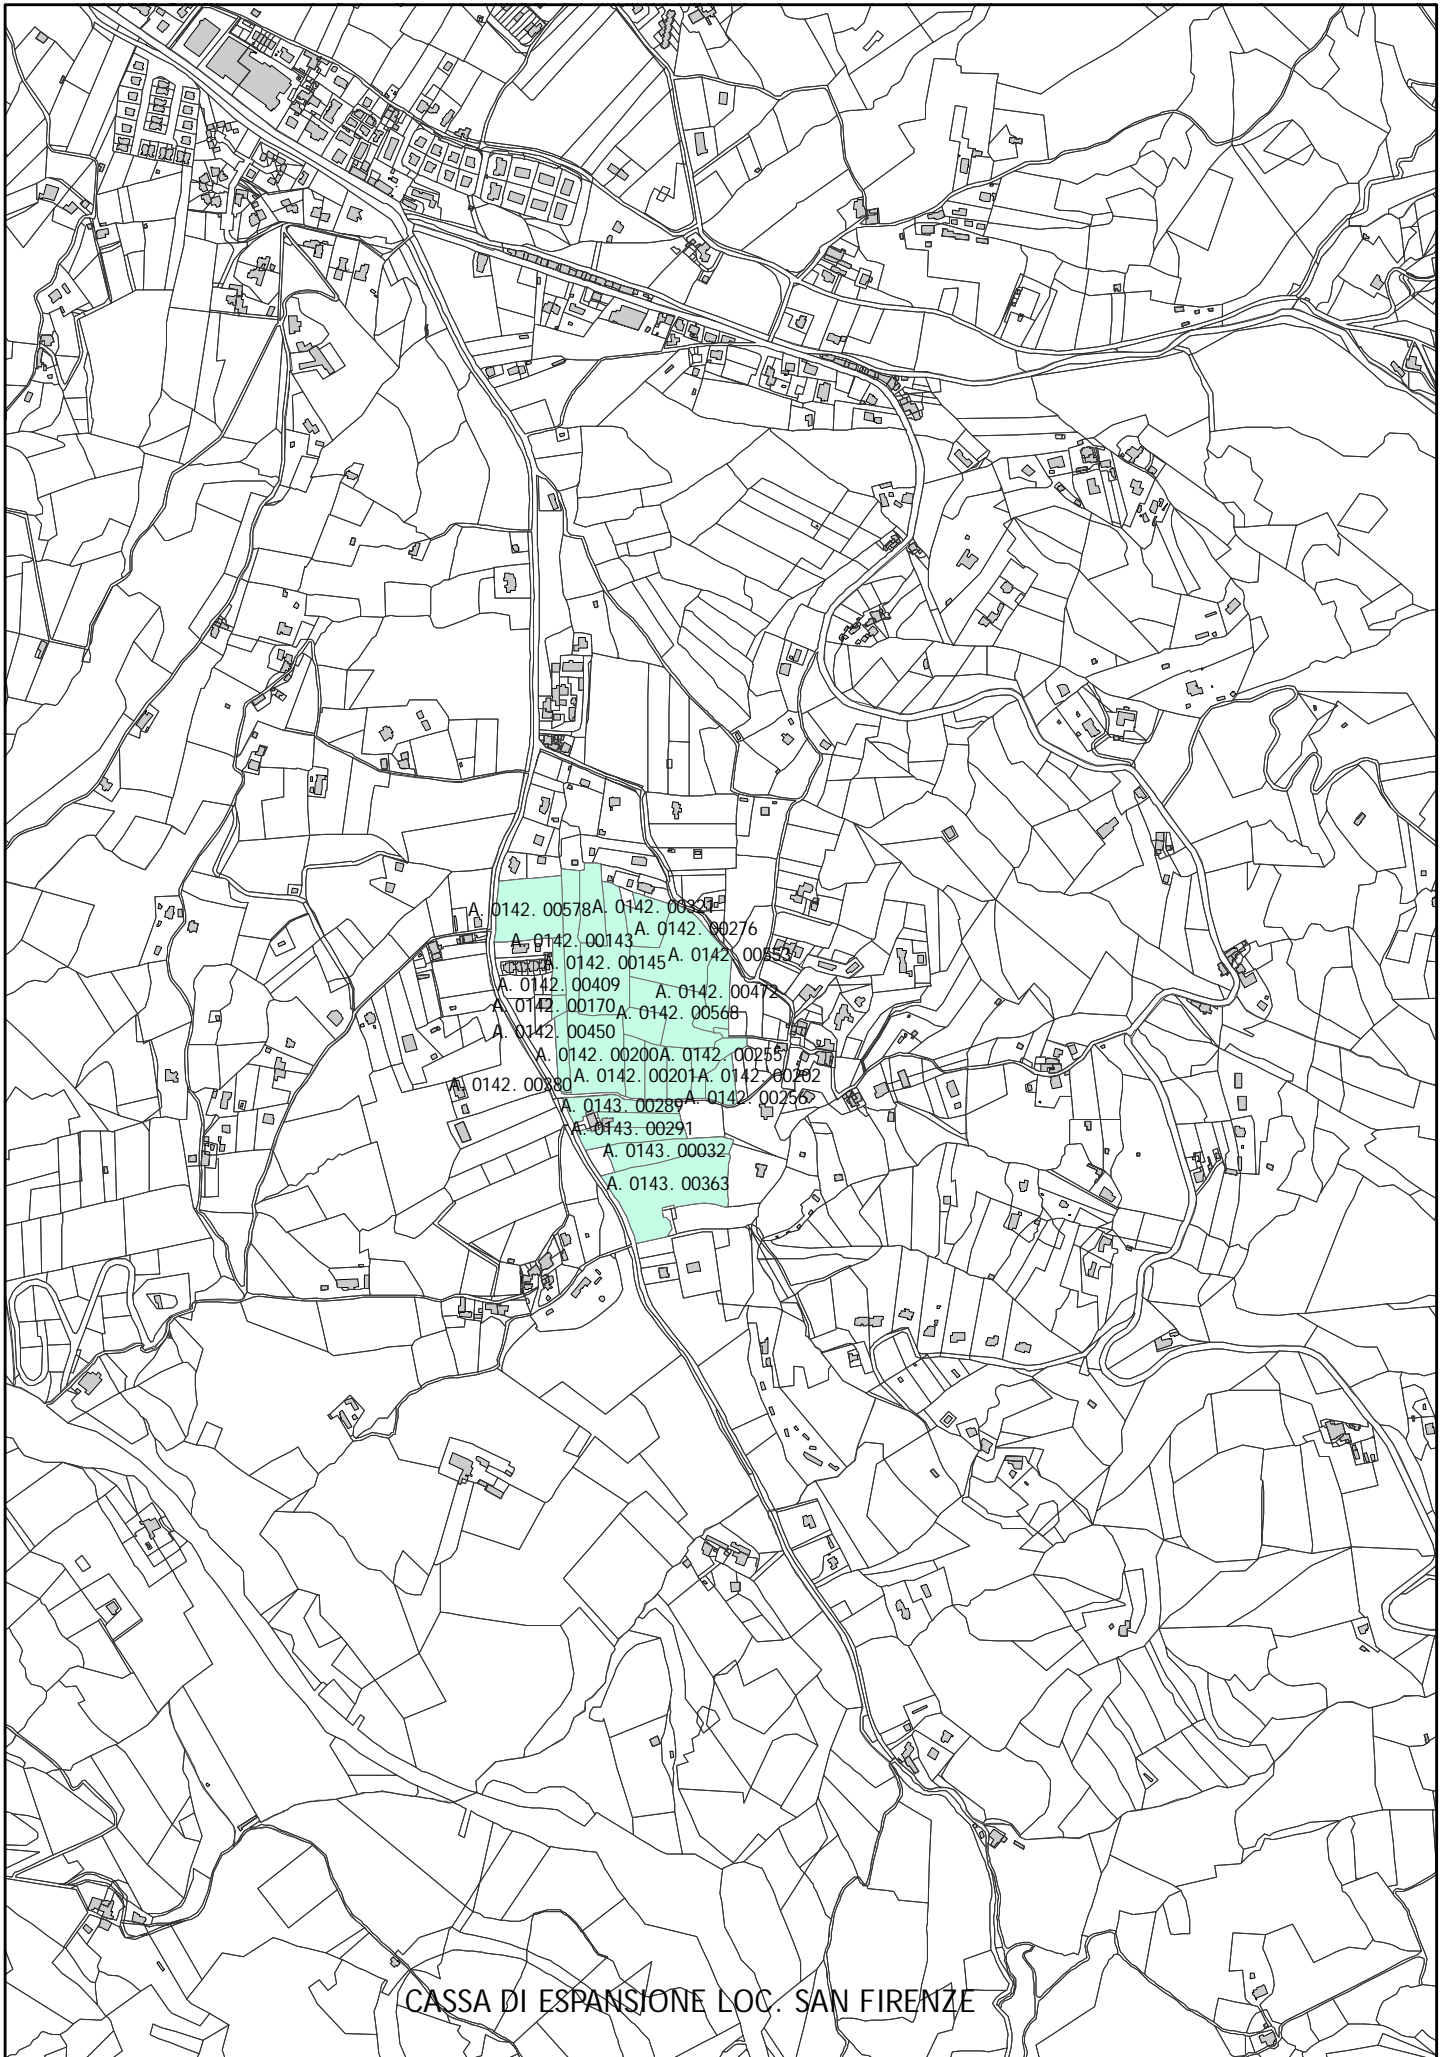 A. 0142. 00578
A. 0142. 00321
A. 0142. 00276
A. 0142. 00143
A. 0142. 00553
A. 0142. 00145
A. 0142. 00409
A. 0142. 00472
A. 0142. 00170
A. 0142. 00568
A. 0142. 00450
A. 0142. 00200
A. 0142. 00255
A. 0142. 00201
A. 0142. 00202
A. 0142. 00380
A. 0142. 00256
A. 0143. 00289
A. 0143. 00291
A. 0143. 00032
A. 0143. 00363
CASSA DI ESPANSIONE LOC. SAN FIRENZE